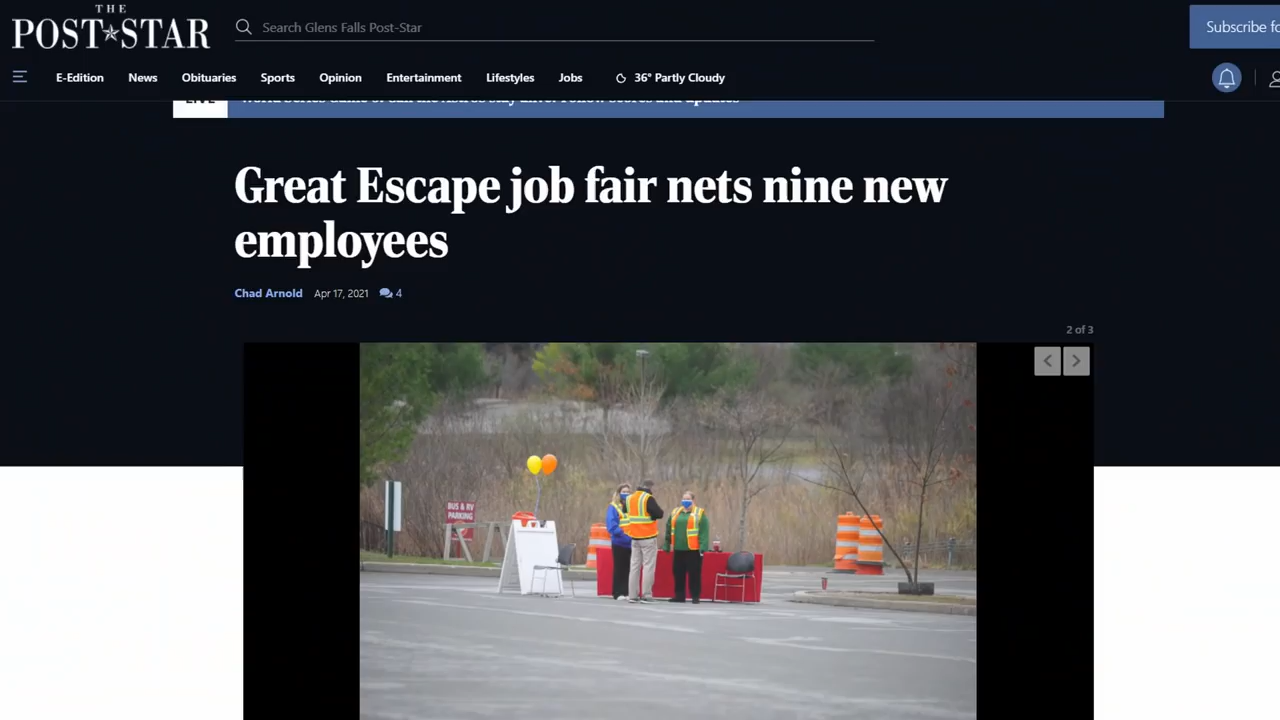 THE
POST★STAR
Search Glens Falls Post-Star
E-Edition News Obituaries Sports Opinion Entertainment Lifestyles Jobs 36° Partly Cloudy
Great Escape job fair nets nine new
employees
Chad Arnold Apr 17, 2021 4
2 of 3
BUS & RV
PARKING